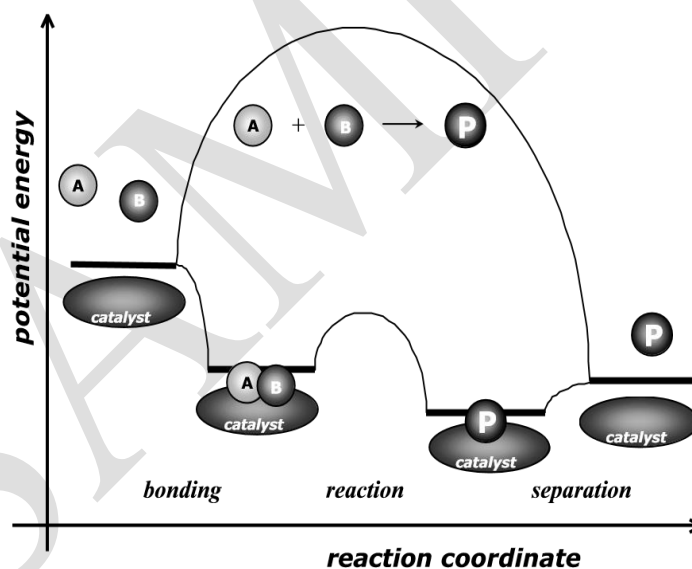 potential energy
A + B → P
A
B
catalyst
A B
catalyst
P
catalyst
P
catalyst
bonding
reaction
separation
reaction coordinate